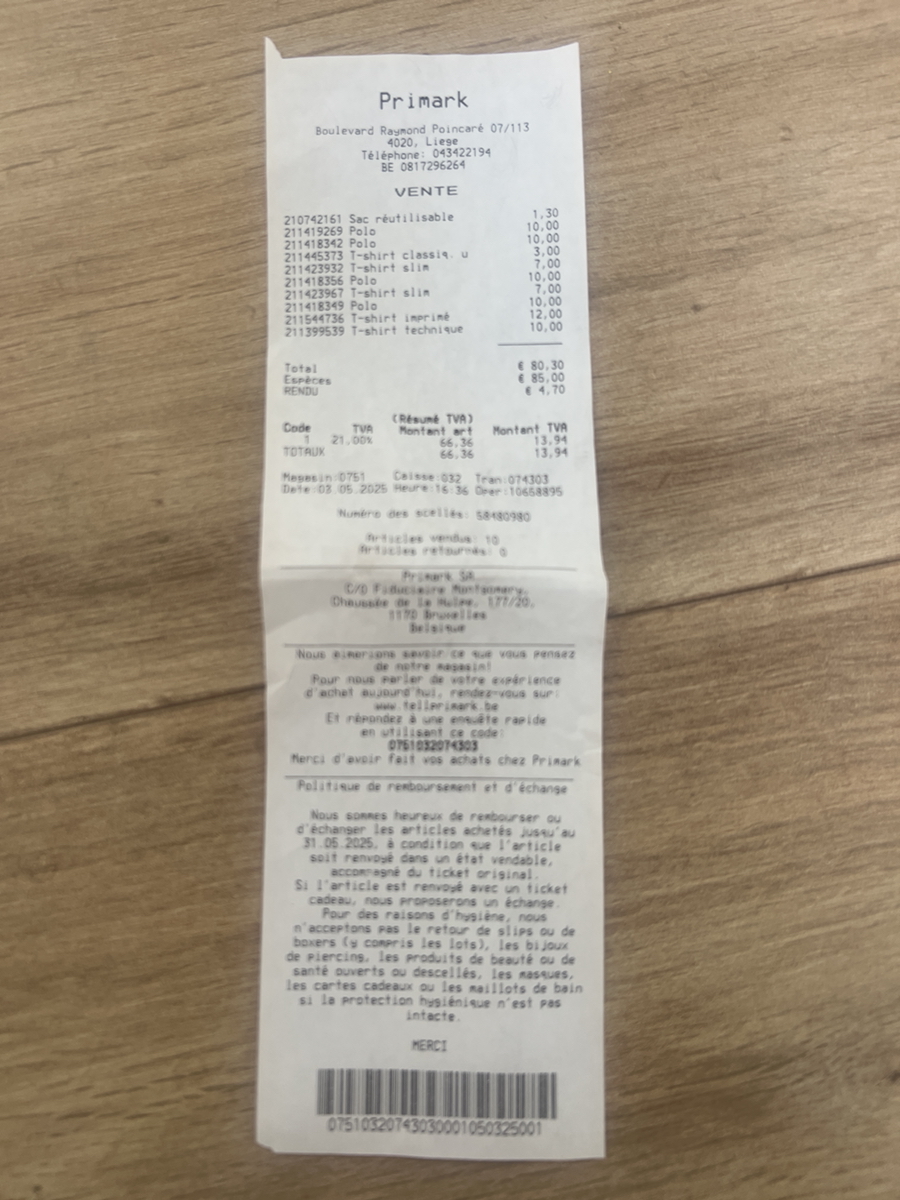 Primark
Boulevard Raymond Poincaré 07/113
4020, Liege
Téléphone: 043422194
BE 0817296264
VENTE
210742161 Sac réutilisable 1,30
211419269 Polo 10,00
211418342 Polo 10,00
211445373 T-shirt classiq. u 3,00
211423932 T-shirt slim 7,00
211418356 Polo 10,00
211423967 T-shirt slim 7,00
211418349 Polo 10,00
211544736 T-shirt imprimé 12,00
211399539 T-shirt technique 10,00
Total € 80,30
Espèces € 85,00
RENDU € 4,70
(Résumé TVA)
Code TVA Montant art Montant TVA
1 21.00% 66,36 13,94
TOTAUX 66,36 13,94
Magasin:0751 Caisse:032 Tran:074303
Date:03.05.2025 Heure:16:36 Oper:10658895
Numéro des scellés: 58480980
Articles vendus: 10
Articles retournés: 0
Primark SA
C/O Fiduciaire Montgomery,
Chaussée de la Hulpe, 177/20,
1170 Bruxelles
Belgique
Nous aimerions savoir ce que vous pensez
de notre magasin!
Pour nous parler de votre expérience
d'achat aujourd'hui, rendez-vous sur:
www.tellprimark.be
Et répondez à une enquête rapide
en utilisant ce code:
0751032074303
Merci d'avoir fait vos achats chez Primark
Politique de remboursement et d'échange
Nous sommes heureux de rembourser ou
d'échanger les articles achetés jusqu'au
31.05.2025, à condition que l'article
soit renvoyé dans un état vendable,
accompagné du ticket original.
Si l'article est renvoyé avec un ticket
cadeau, nous proposerons un échange.
Pour des raisons d'hygiène, nous
n'acceptons pas le retour de slips ou de
boxers (y compris les lots), les bijoux
de piercing, les produits de beauté ou de
santé ouverts ou descellés, les masques,
les cartes cadeaux ou les maillots de bain
si la protection hygiénique n'est pas
intacte.
MERCI
07510320743030001050325001